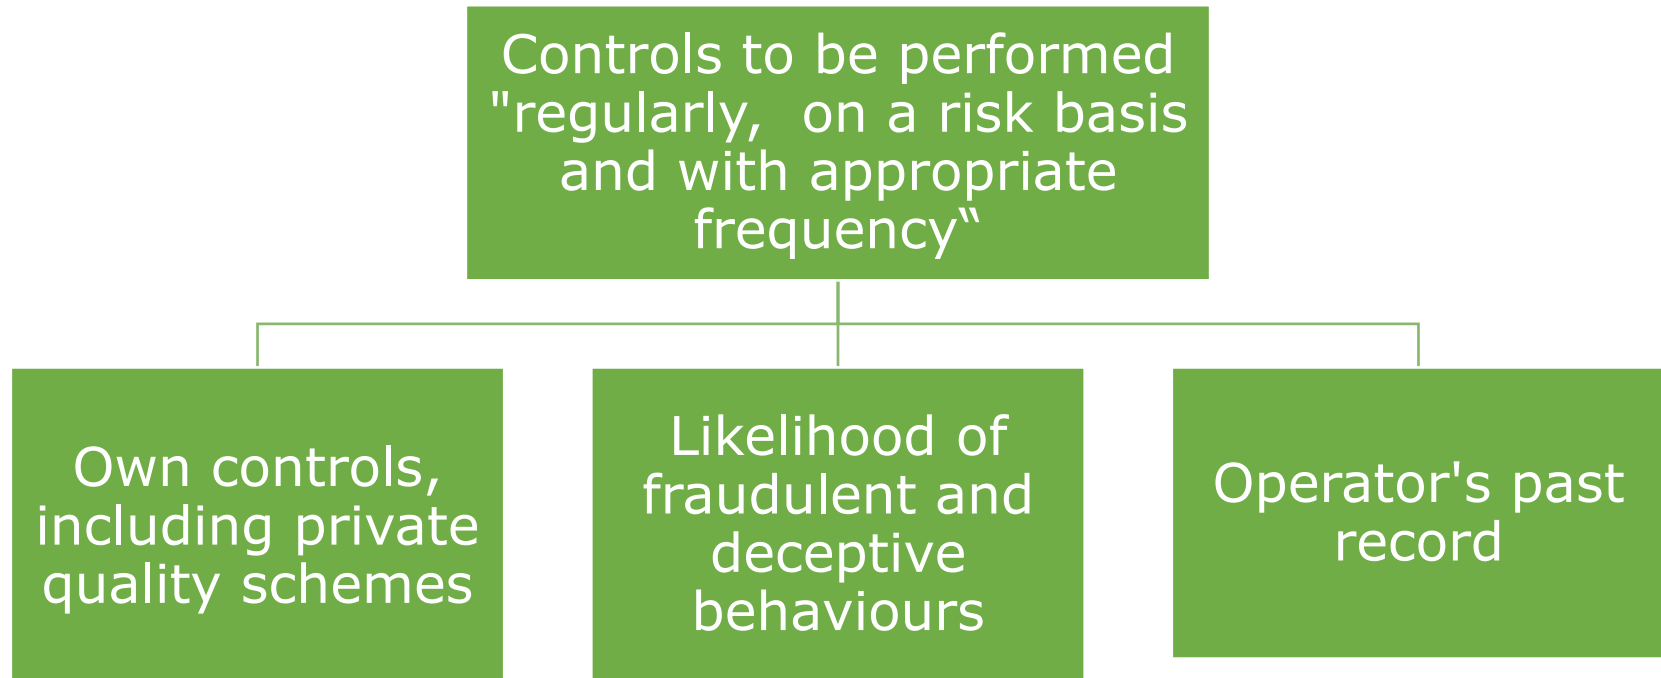 Controls to be performed
"regularly,  on a risk basis
and with appropriate
frequency“
Own controls,
including private
quality schemes
Likelihood of
fraudulent and
deceptive
behaviours
Operator's past
record